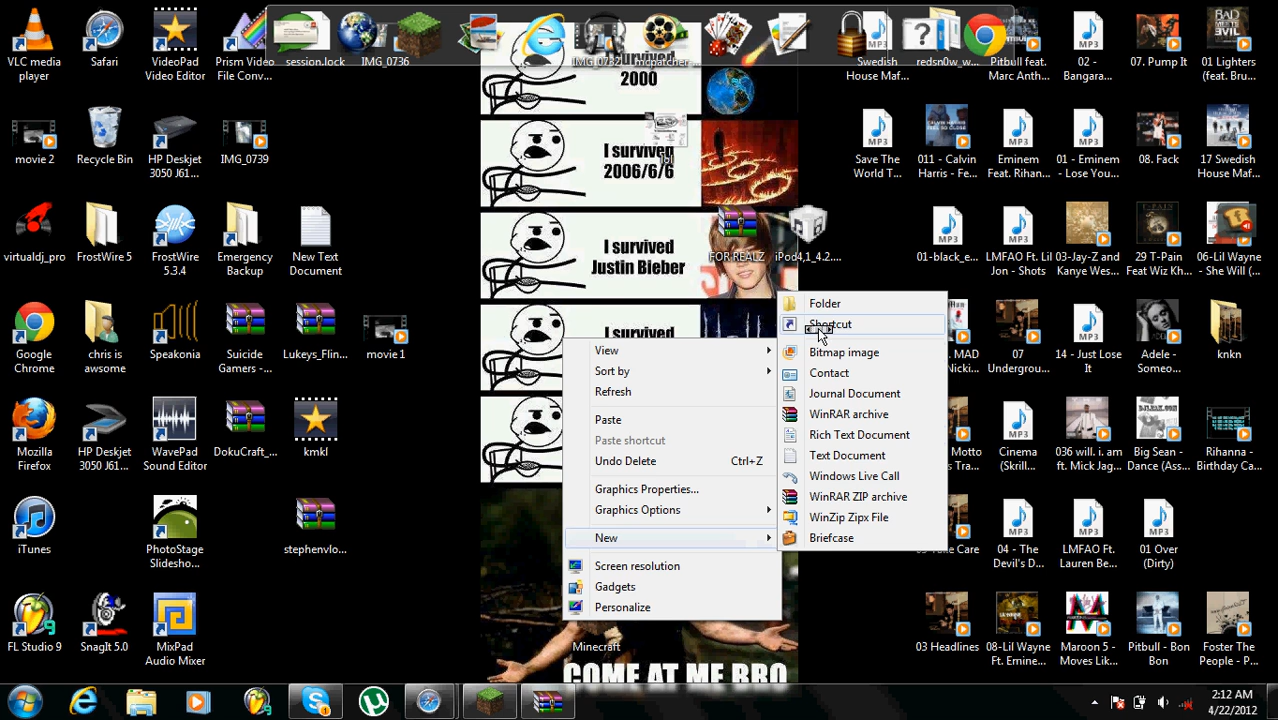 VLC media
player
Safari
VideoPad
Video Editor
Prism Video
File Conv...
session.lock
IMG_0736
IMG_0732
mcpatcher-...
Swedish
House Maf...
redsn0w_w...
Pitbull feat.
Marc Anth...
02 -
Bangara...
07. Pump It
01 Lighters
(feat. Bru...
movie 2
Recycle Bin
HP Deskjet
3050 J61...
IMG_0739
lol
Save The
World T...
011 - Calvin
Harris - Fe...
Eminem
Feat. Rihan...
01 - Eminem
- Lose You...
08. Fack
17 Swedish
House Maf...
virtualdj_pro
FrostWire 5
FrostWire
5.3.4
Emergency
Backup
New Text
Document
FOR REALZ
iPod4,1_4.2....
01-black_e...
LMFAO Ft. Lil
Jon - Shots
03-Jay-Z and
Kanye Wes...
29 T-Pain
Feat Wiz Kh...
06-Lil Wayne
- She Will (...
Google
Chrome
chris is
awsome
Speakonia
Suicide
Gamers -...
Lukeys_Flin...
movie 1
07
Undergrou...
14 - Just Lose
It
Adele -
Someo...
knkn
Mozilla
Firefox
HP Deskjet
3050 J61...
WavePad
Sound Editor
DokuCraft_...
kmkl
Cinema
(Skrill...
036 will. i. am
ft. Mick Jag...
Big Sean -
Dance (Ass...
Rihanna -
Birthday Ca...
iTunes
PhotoStage
Slidesho...
stephenvlo...
04 - The
Devil's D...
LMFAO Ft.
Lauren Be...
01 Over
(Dirty)
FL Studio 9
SnagIt 5.0
MixPad
Audio Mixer
Minecraft
03 Headlines
08-Lil Wayne
Ft. Emine...
Maroon 5 -
Moves Lik...
Pitbull - Bon
Bon
Foster The
People - P...
I survived
2000
I survived
2006/6/6
I survived
Justin Bieber
I survived
COME AT ME BRO
View
Sort by
Refresh
Paste
Paste shortcut
Undo Delete Ctrl+Z
Graphics Properties...
Graphics Options
New
Screen resolution
Gadgets
Personalize
Folder
Shortcut
Bitmap image
Contact
Journal Document
WinRAR archive
Rich Text Document
Text Document
Windows Live Call
WinRAR ZIP archive
WinZip Zipx File
Briefcase
2:12 AM
4/22/2012